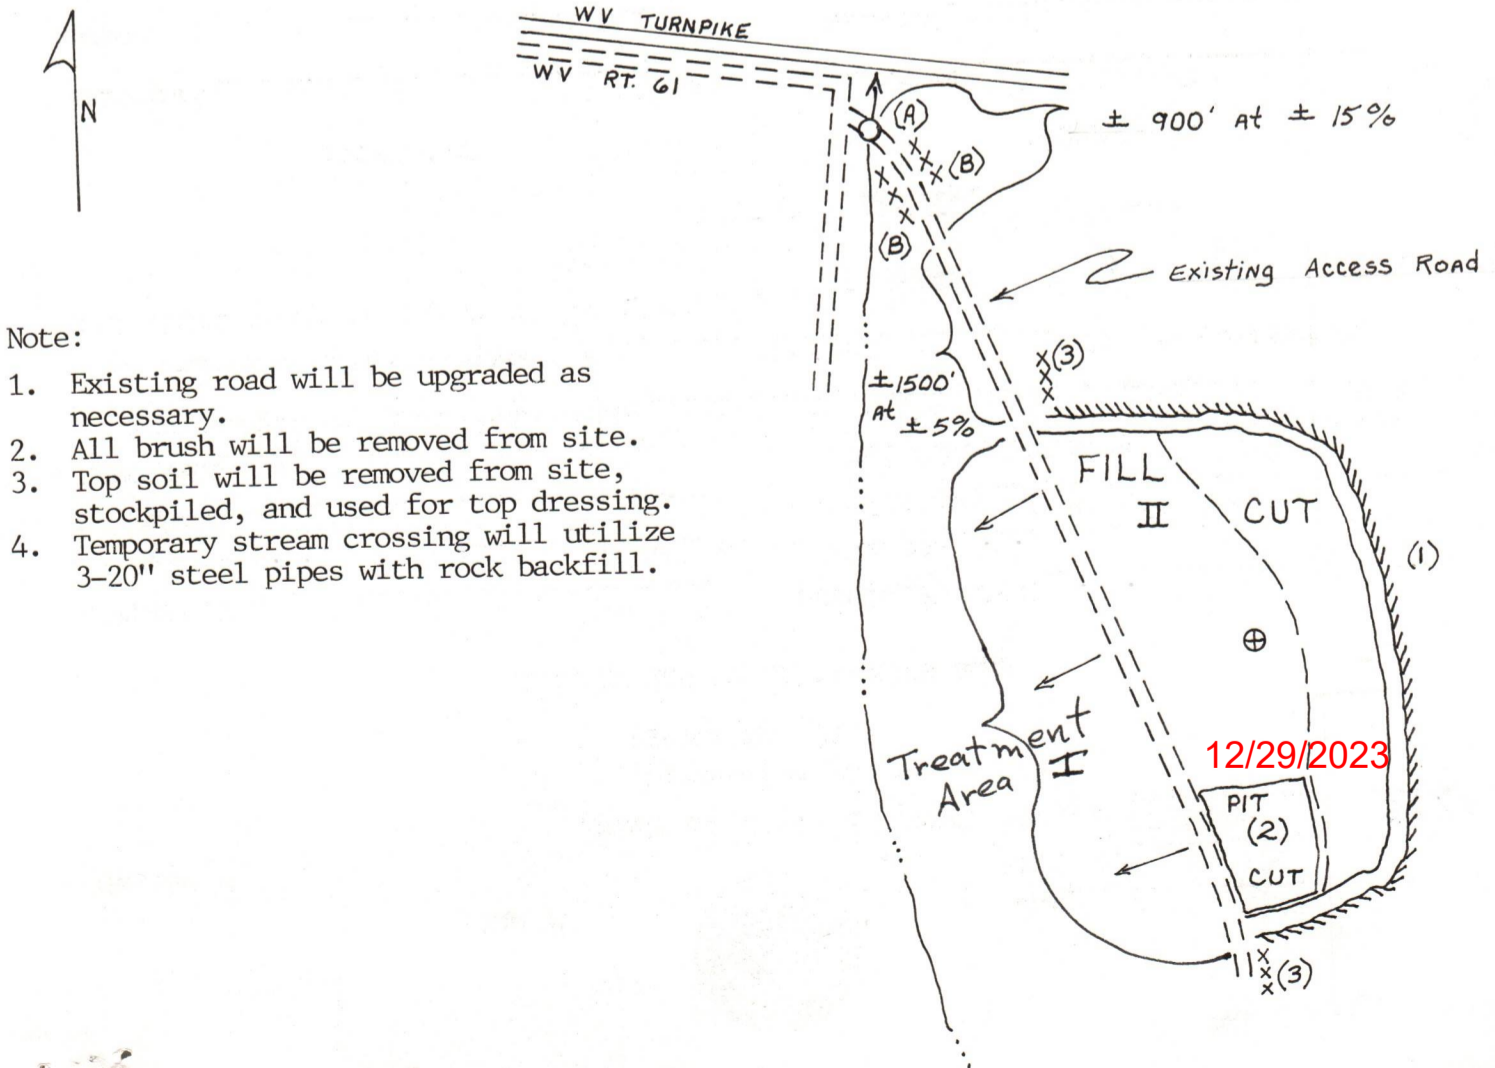 WV TURNPIKE
WV RT. 61
N
(A)
± 900' At ± 15%
(B)
(B)
Existing Access Road
Note:
1. Existing road will be upgraded as
necessary.
2. All brush will be removed from site.
3. Top soil will be removed from site,
stockpiled, and used for top dressing.
4. Temporary stream crossing will utilize
3-20" steel pipes with rock backfill.
(3)
±1500'
At
±5%
FILL
II
CUT
(1)
Treatment
Area I
12/29/2023
PIT
(2)
CUT
(3)